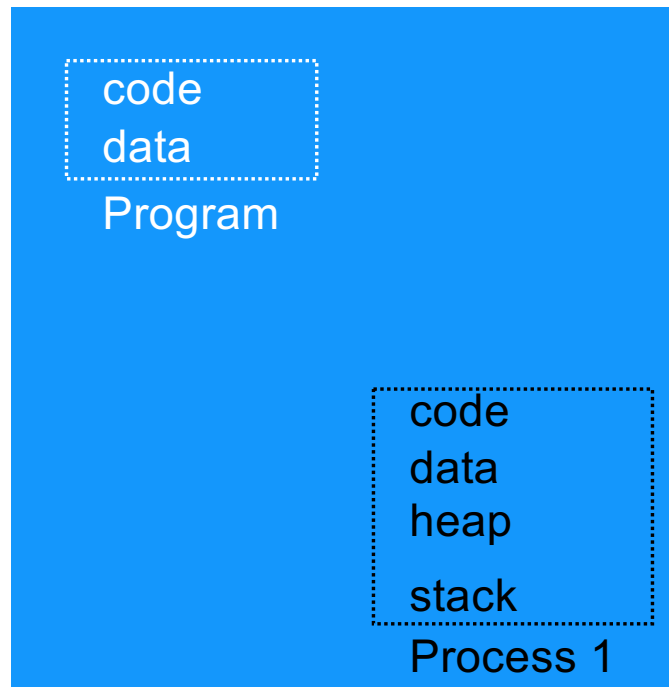 code
data
Program
code
data
heap
stack
Process 1